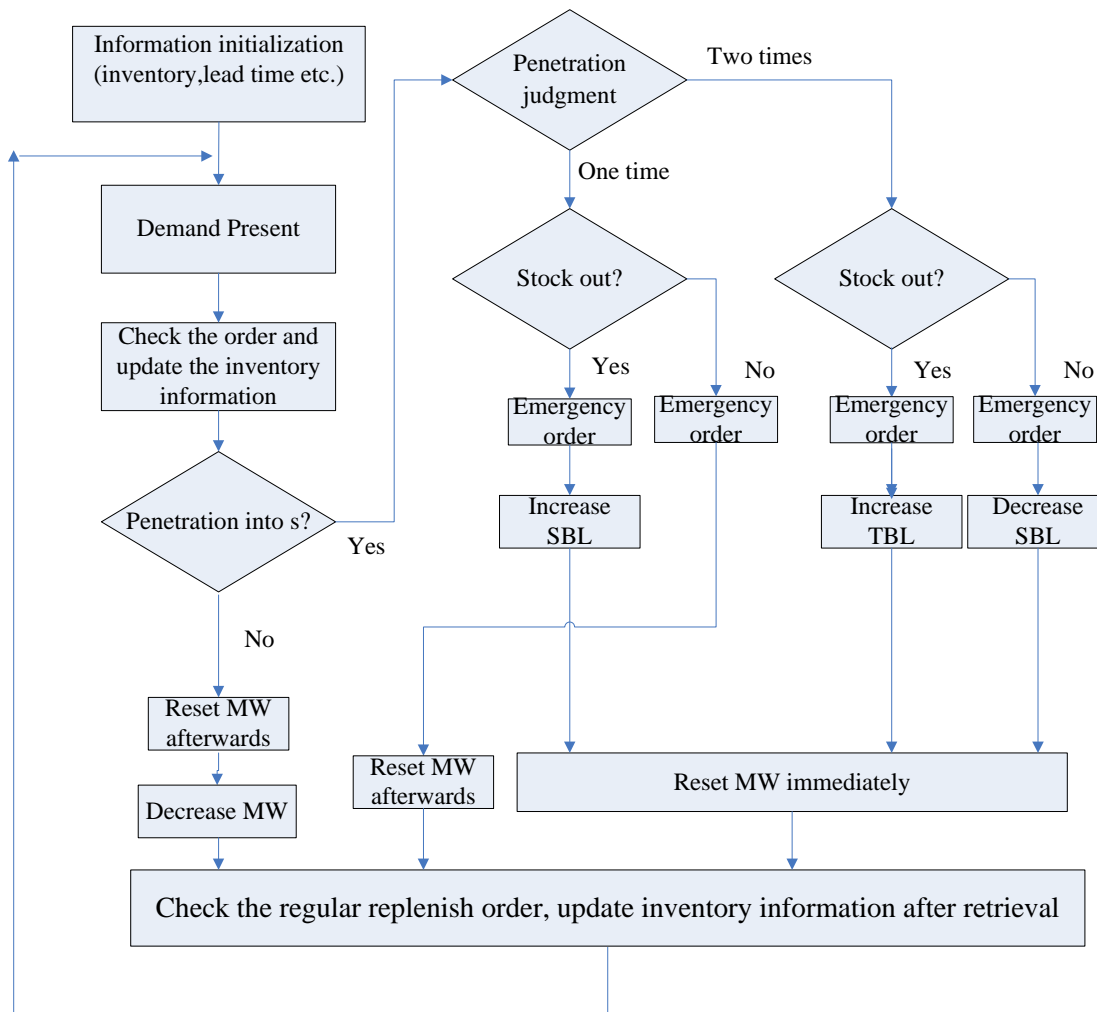 Information initialization
(inventory,lead time etc.)
Demand Present
Check the order and
update the inventory
information
Penetration into s?
Yes
No
Reset MW
afterwards
Decrease MW
Penetration
judgment
Two times
One time
Stock out?
Yes
No
Emergency
order
Emergency
order
Increase
SBL
Stock out?
Yes
No
Emergency
order
Emergency
order
Increase
TBL
Decrease
SBL
Reset MW
afterwards
Reset MW immediately
Check the regular replenish order, update inventory information after retrieval